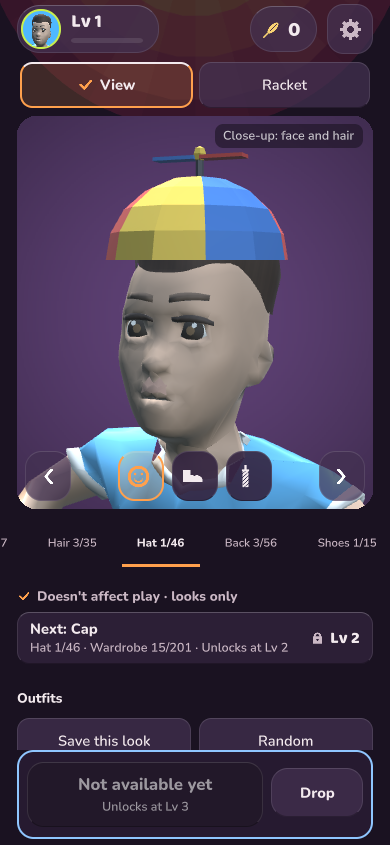 Lv 1
0
View
Racket
Close-up: face and hair
7
Hair 3/35
Hat 1/46
Back 3/56
Shoes 1/15
Doesn't affect play · looks only
Next: Cap
Hat 1/46 · Wardrobe 15/201 · Unlocks at Lv 2
Lv 2
Outfits
Save this look
Random
Not available yet
Unlocks at Lv 3
Drop